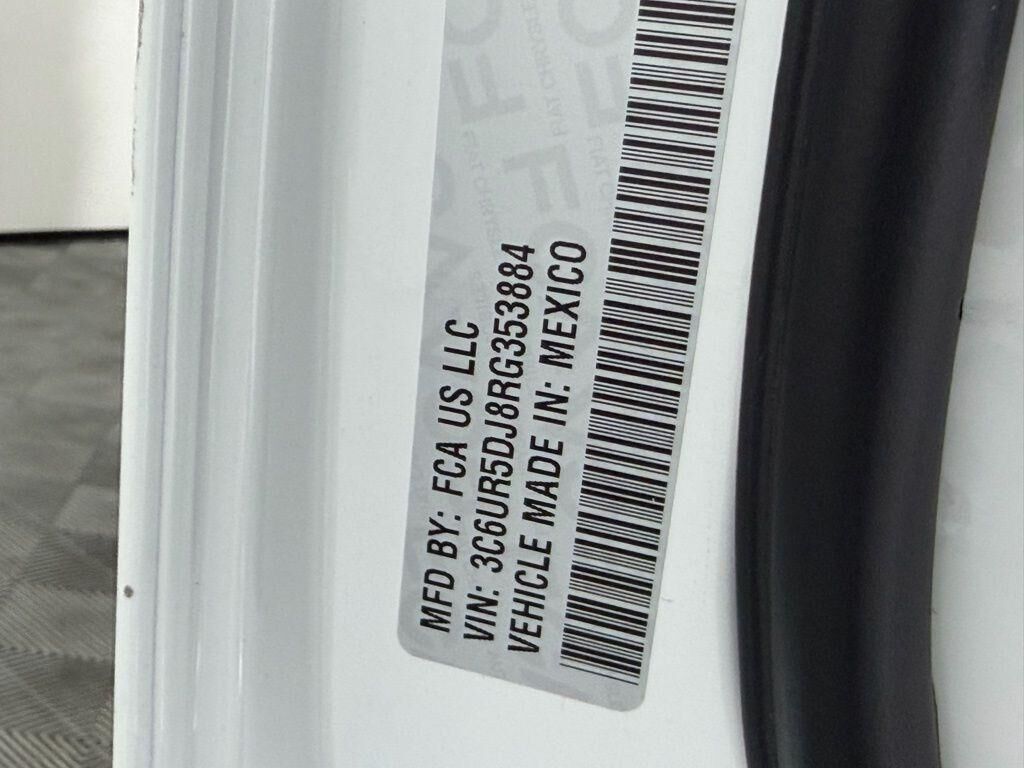 MFD BY: FCA US LLC
VIN: 3C6UR5DJ8RG353884
VEHICLE MADE IN: MEXICO